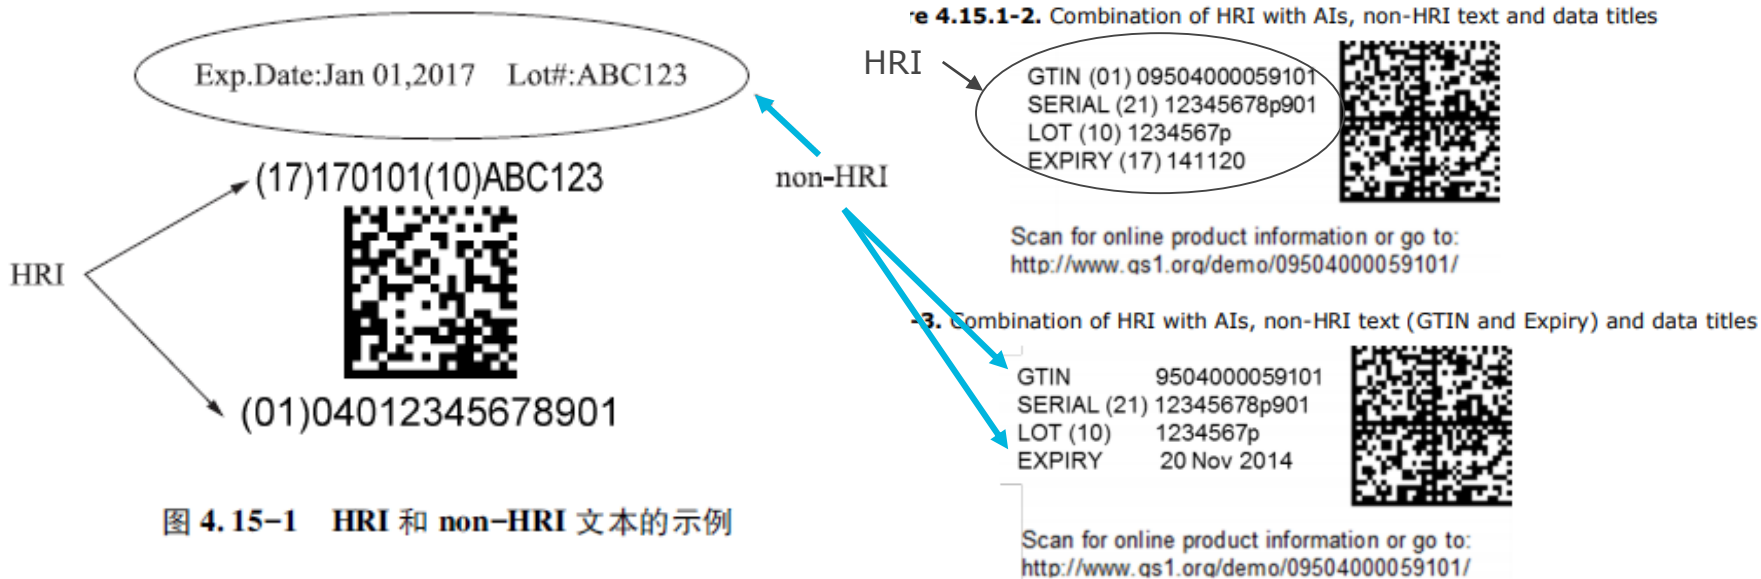 Exp.Date:Jan 01,2017 Lot#:ABC123
(17)170101(10)ABC123
HRI
(01)04012345678901
图 4.15-1 HRI 和 non-HRI 文本的示例
non-HRI
re 4.15.1-2. Combination of HRI with AIs, non-HRI text and data titles
HRI
GTIN (01) 09504000059101
SERIAL (21) 12345678p901
LOT (10) 1234567p
EXPIRY (17) 141120
Scan for online product information or go to:
http://www.gs1.org/demo/09504000059101/
-3. Combination of HRI with AIs, non-HRI text (GTIN and Expiry) and data titles
GTIN 9504000059101
SERIAL (21) 12345678p901
LOT (10) 1234567p
EXPIRY 20 Nov 2014
Scan for online product information or go to:
http://www.gs1.org/demo/09504000059101/